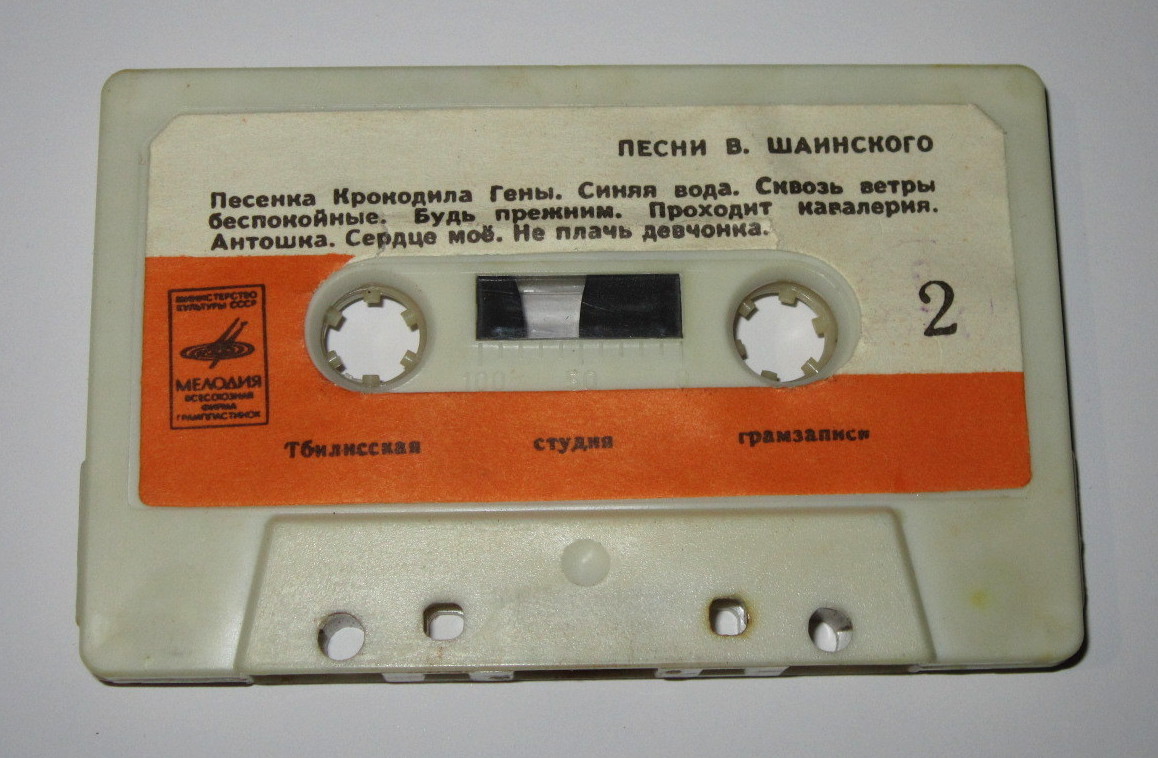 ПЕСНИ В. ШАИНСКОГО
Песенка Крокодила Гены. Синяя вода. Сквозь ветры
беспокойные. Будь прежним. Проходит кавалерия.
Антошка. Сердце моё. Не плачь девчонка.
2
МИНИСТЕРСТВО
КУЛЬТУРЫ СССР
МЕЛОДИЯ
ВСЕСОЮЗНАЯ
ФИРМА
ГРАМПЛАСТИНОК
100 50 0
Тбилисская студия грамзаписи